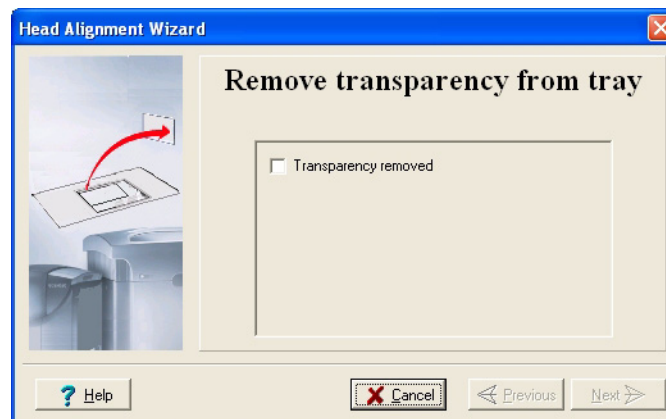 Head Alignment Wizard
Remove transparency from tray
Transparency removed
Help
Cancel
Previous
Next